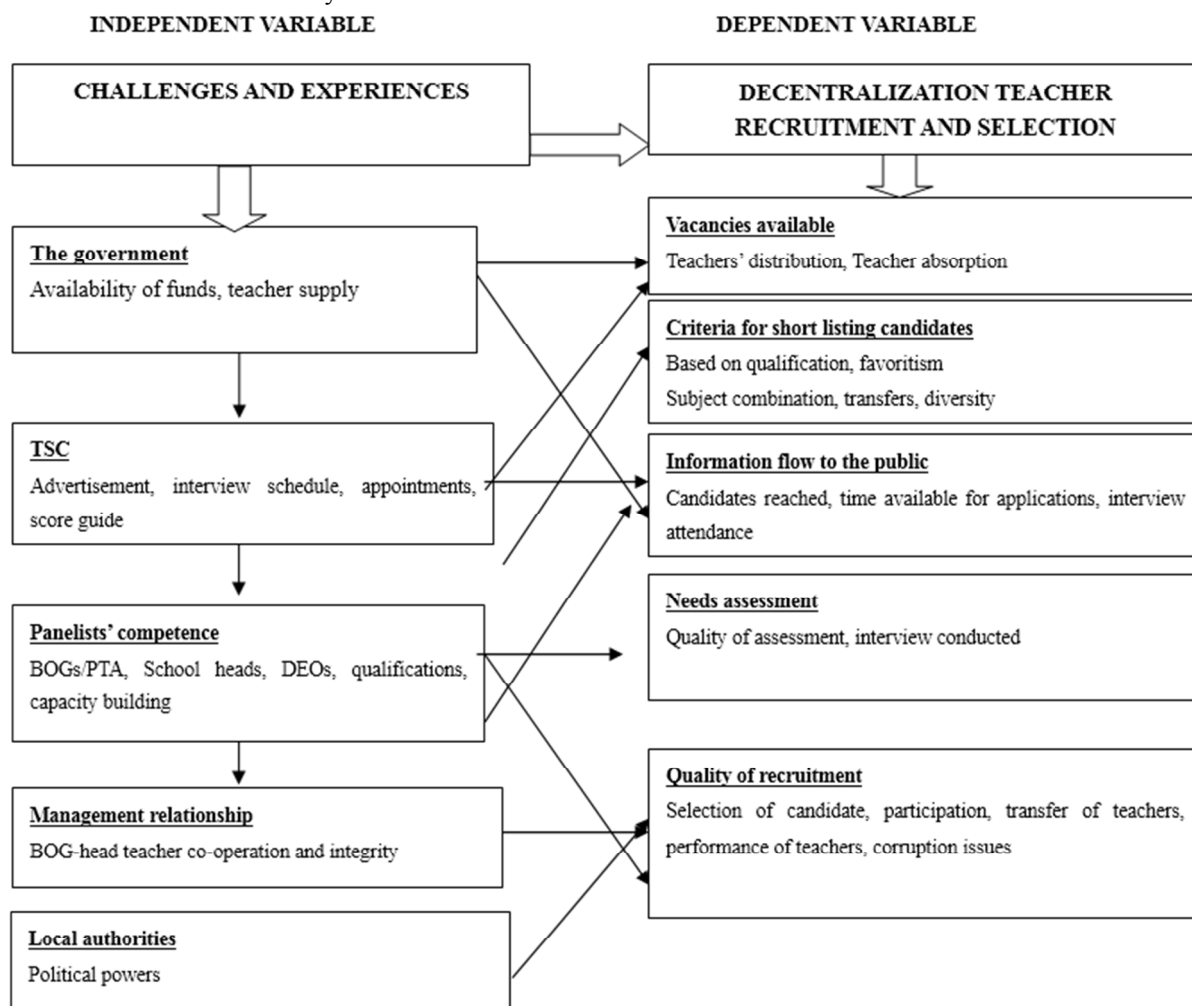 INDEPENDENT VARIABLE
DEPENDENT VARIABLE
CHALLENGES AND EXPERIENCES
DECENTRALIZATION TEACHER
RECRUITMENT AND SELECTION
The government
Availability of funds, teacher supply
TSC
Advertisement, interview schedule, appointments,
score guide
Panelists' competence
BOGs/PTA, School heads, DEOs, qualifications,
capacity building
Management relationship
BOG-head teacher co-operation and integrity
Local authorities
Political powers
Vacancies available
Teachers' distribution, Teacher absorption
Criteria for short listing candidates
Based on qualification, favoritism
Subject combination, transfers, diversity
Information flow to the public
Candidates reached, time available for applications, interview
attendance
Needs assessment
Quality of assessment, interview conducted
Quality of recruitment
Selection of candidate, participation, transfer of teachers,
performance of teachers, corruption issues